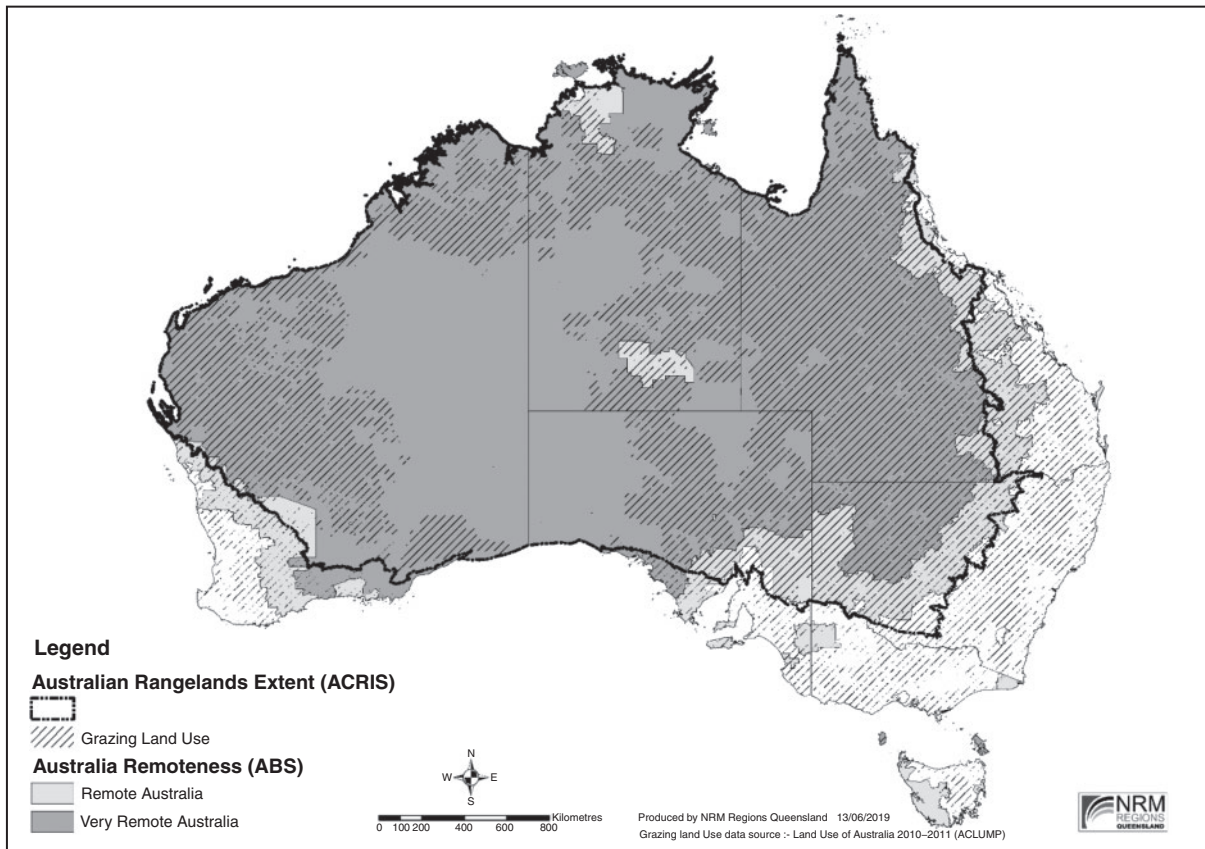 Legend
Australian Rangelands Extent (ACRIS)
Grazing Land Use
Australia Remoteness (ABS)
Remote Australia
Very Remote Australia
N
W E
S
Kilometres
0 100 200 400 600 800
Produced by NRM Regions Queensland 13/06/2019
Grazing land Use data source :- Land Use of Australia 2010–2011 (ACLUMP)
NRM
REGIONS
QUEENSLAND